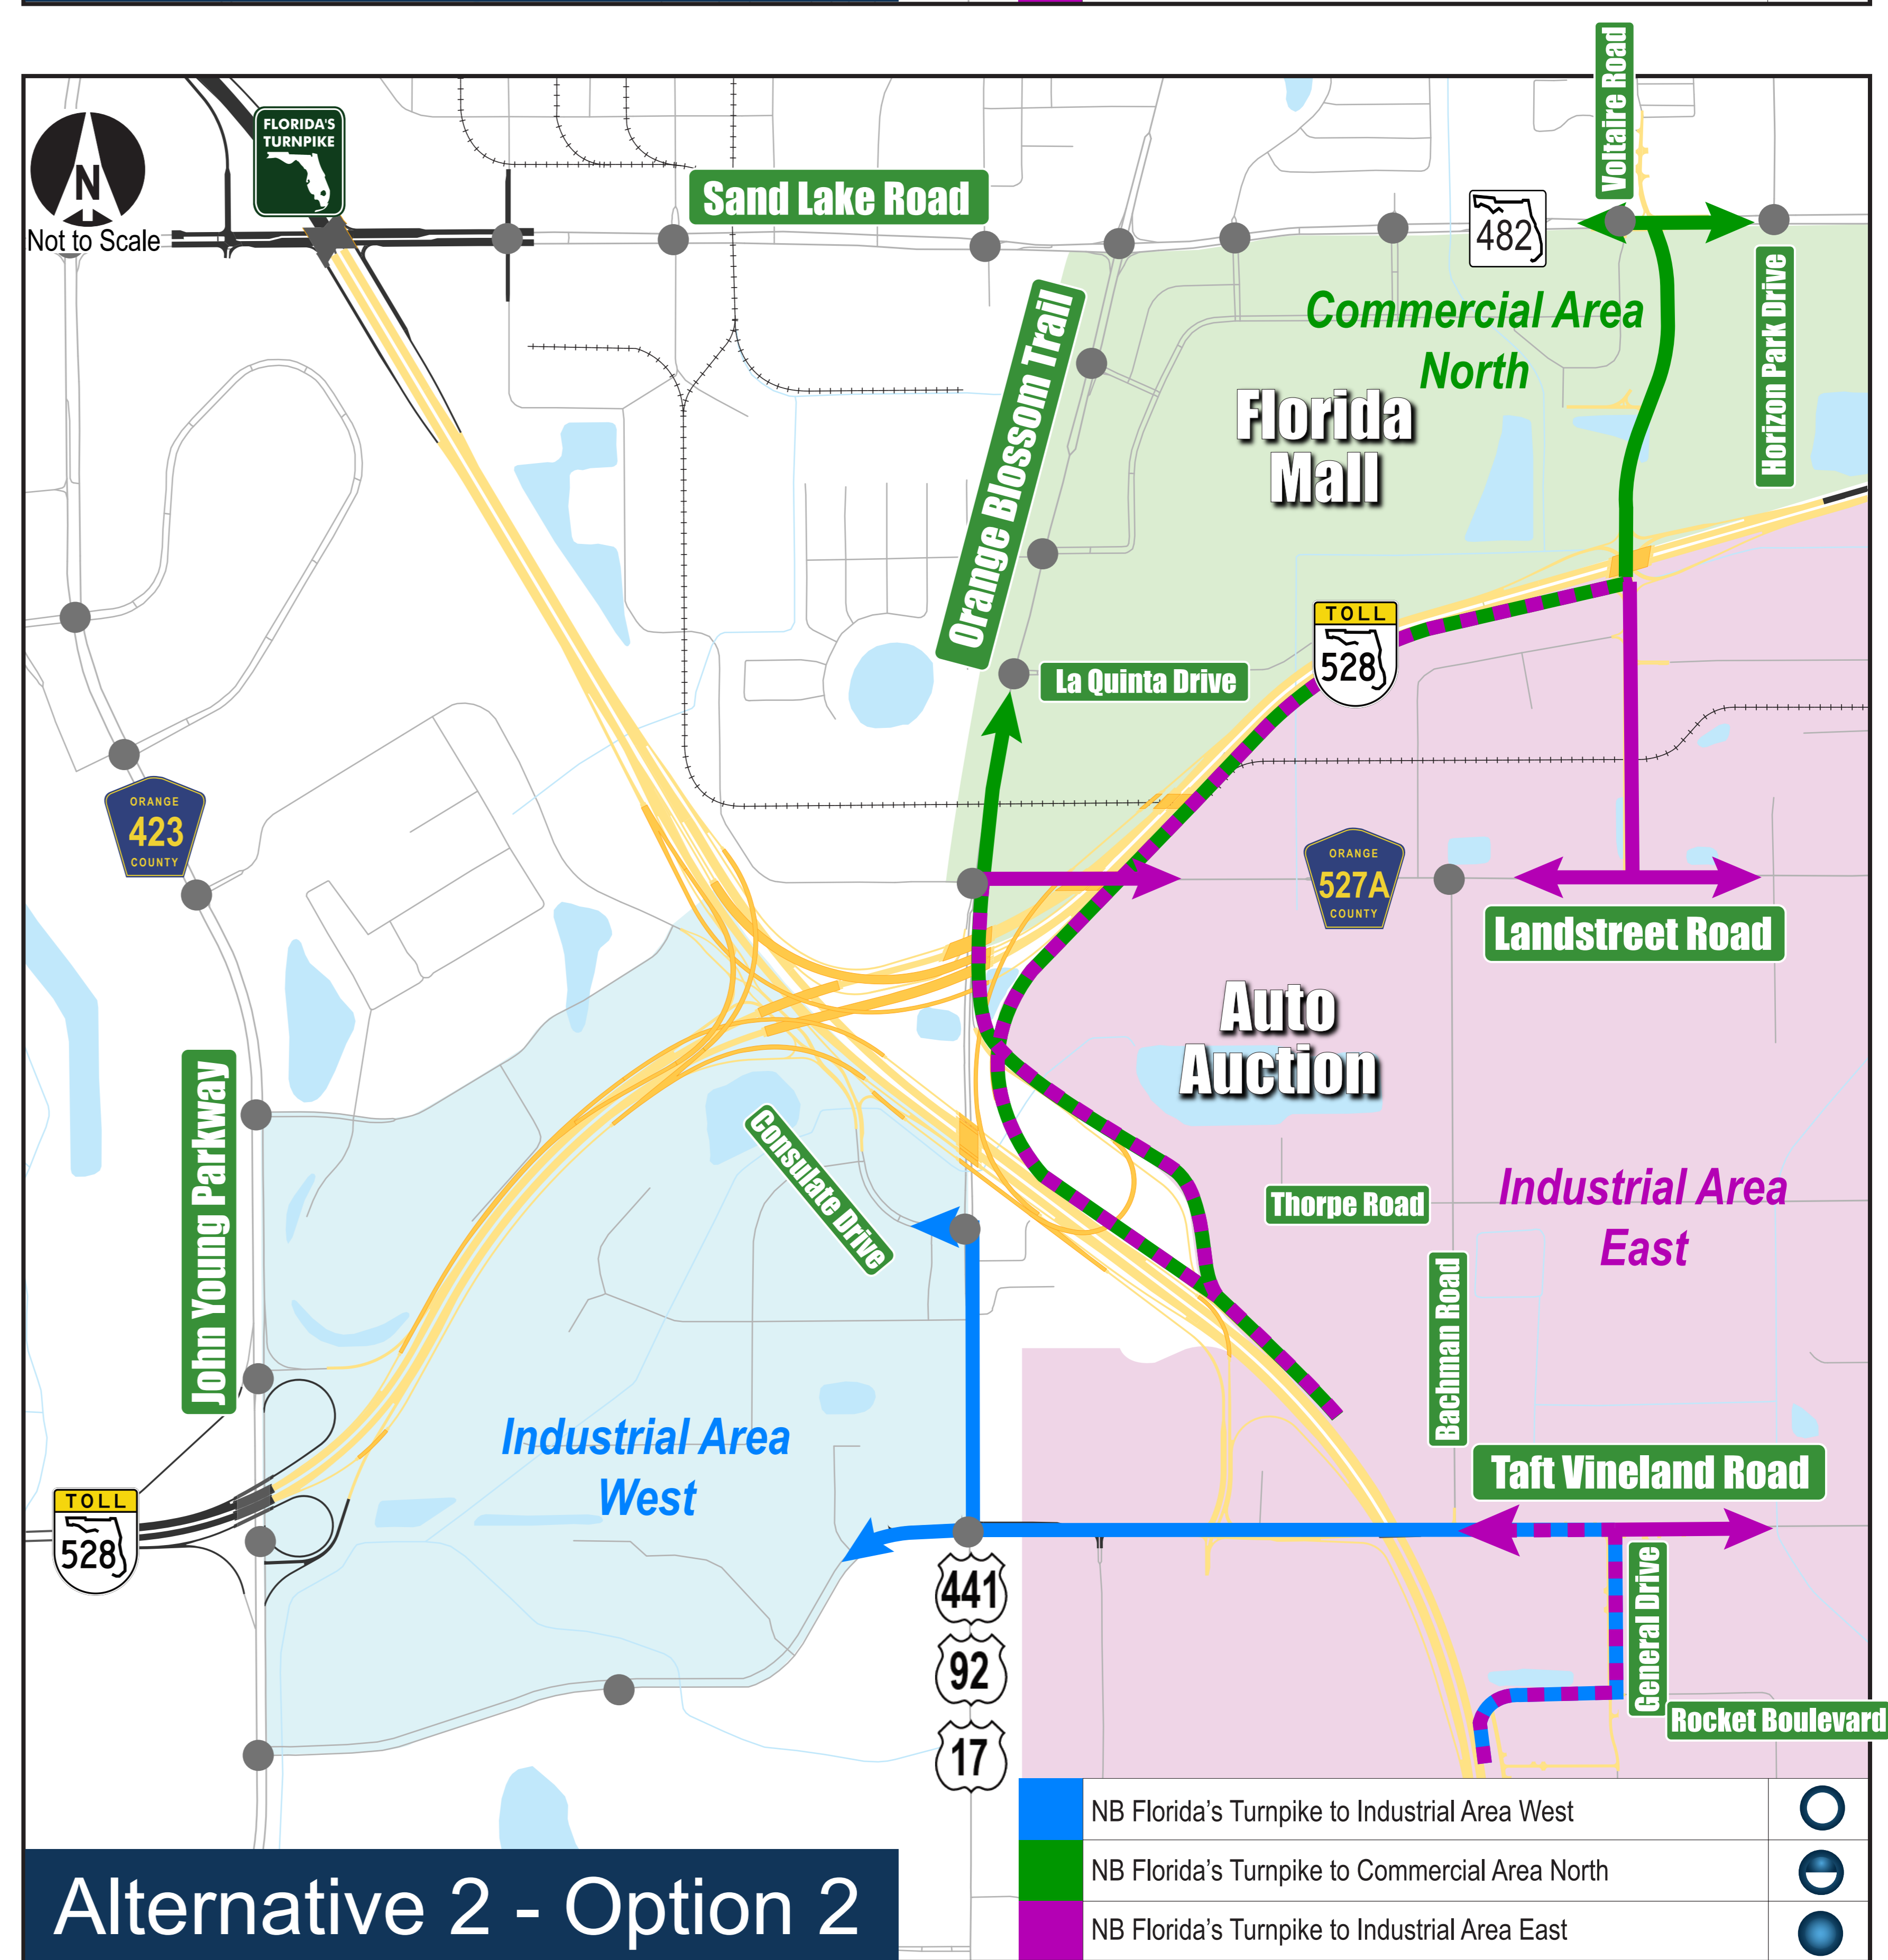 Voltaire Road
FLORIDA'S
TURNPIKE
N
Not to Scale
Sand Lake Road
482
Commercial Area
North
Horizon Park Drive
Florida
Mall
Orange Blossom Trail
TOLL
528
La Quinta Drive
ORANGE
423
COUNTY
ORANGE
527A
COUNTY
Landstreet Road
Auto
Auction
John Young Parkway
Consulate Drive
Thorpe Road
Industrial Area
East
Bachman Road
Industrial Area
West
Taft Vineland Road
TOLL
528
441
92
17
General Drive
Rocket Boulevard
NB Florida's Turnpike to Industrial Area West
NB Florida's Turnpike to Commercial Area North
NB Florida's Turnpike to Industrial Area East
Alternative 2 - Option 2